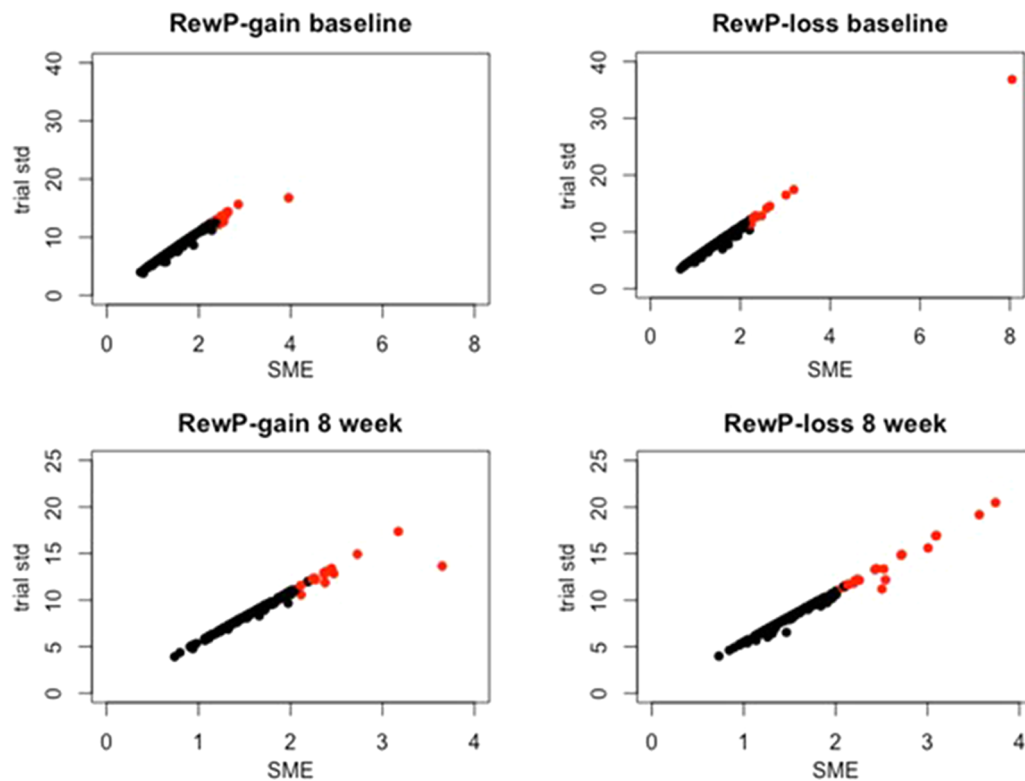 RewP-gain baseline
trial std
40
30
20
10
0
0 2 4 6 8
SME
RewP-loss baseline
trial std
40
30
20
10
0
0 2 4 6 8
SME
RewP-gain 8 week
trial std
25
20
15
10
5
0
0 1 2 3 4
SME
RewP-loss 8 week
trial std
25
20
15
10
5
0
0 1 2 3 4
SME